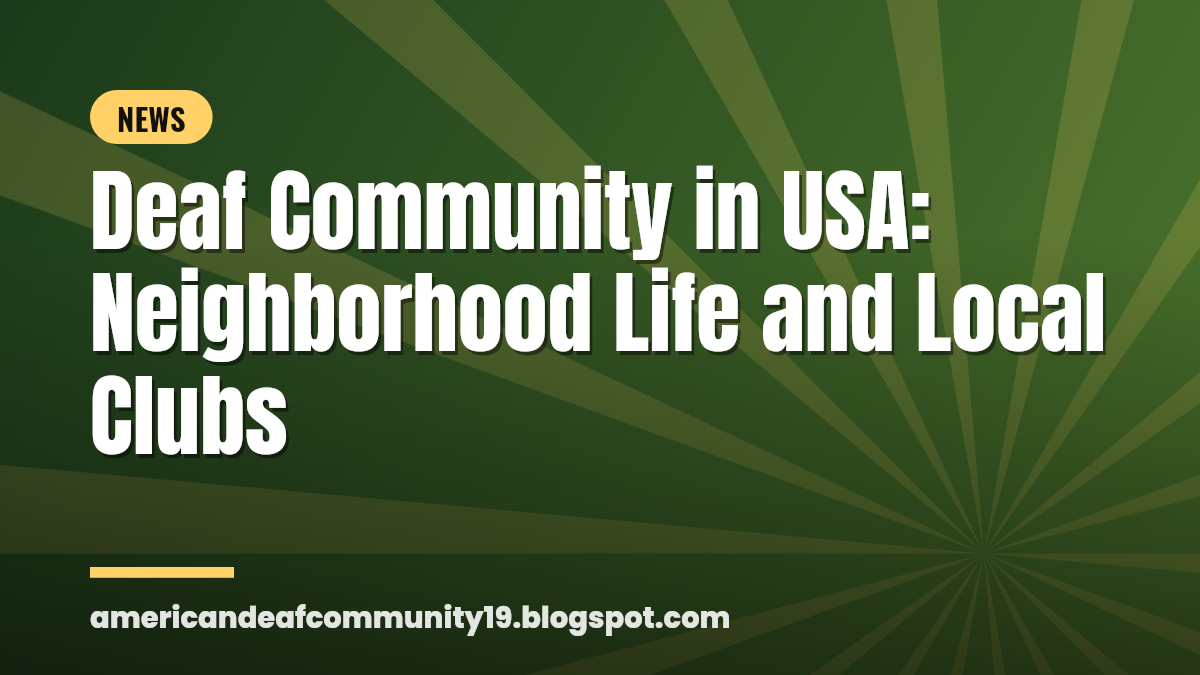 NEWS
Deaf Community in USA:
Neighborhood Life and Local
Clubs
americandeafcommunity19.blogspot.com